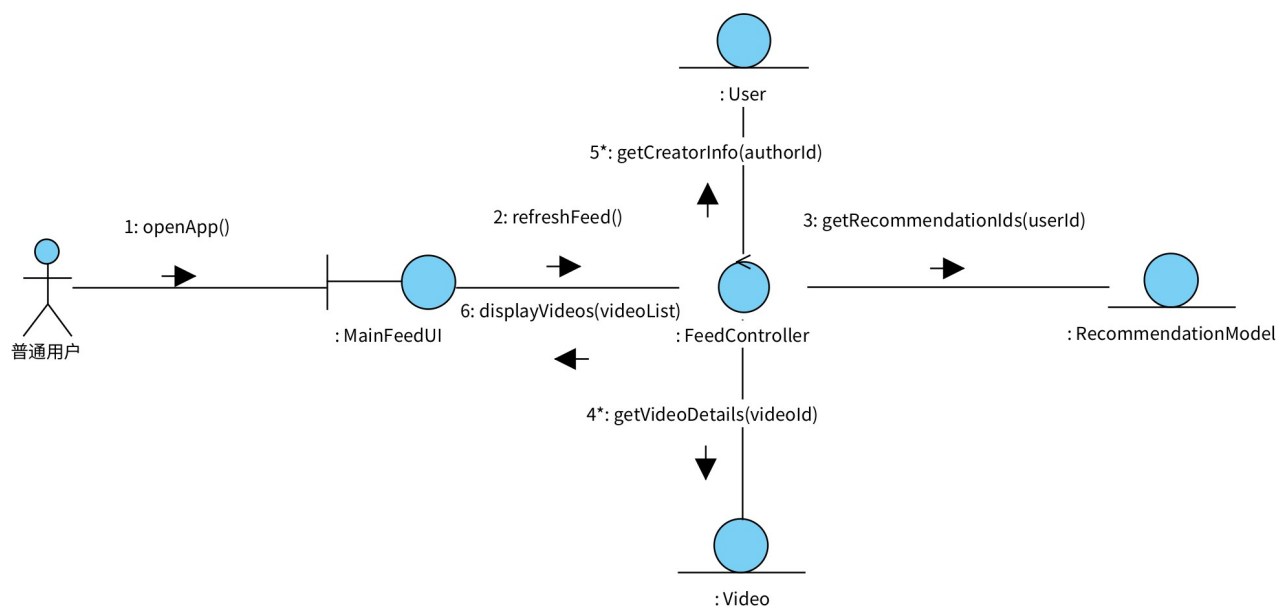 : User
5*: getCreatorInfo(authorId)
1: openApp()
2: refreshFeed()
3: getRecommendationIds(userId)
6: displayVideos(videoList)
普通用户
: MainFeedUI
: FeedController
: RecommendationModel
4*: getVideoDetails(videoId)
: Video